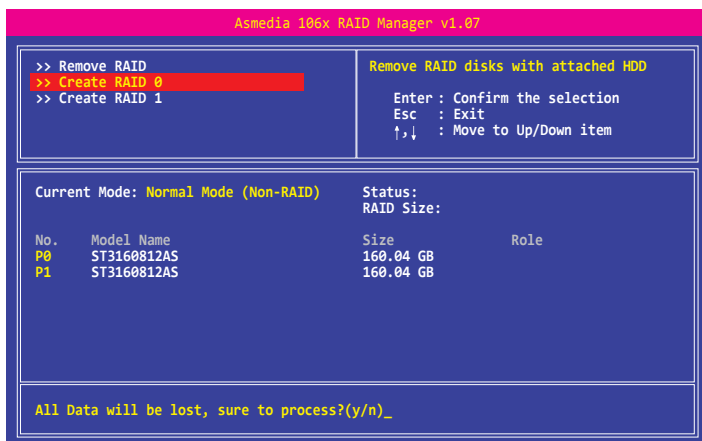 Asmedia 106x RAID Manager v1.07
>> Remove RAID
>> Create RAID 0
>> Create RAID 1
Remove RAID disks with attached HDD
Enter : Confirm the selection
Esc : Exit
↑,↓ : Move to Up/Down item
Current Mode: Normal Mode (Non-RAID) Status:
RAID Size:
No. Model Name Size Role
P0 ST3160812AS 160.04 GB
P1 ST3160812AS 160.04 GB
All Data will be lost, sure to process?(y/n)_